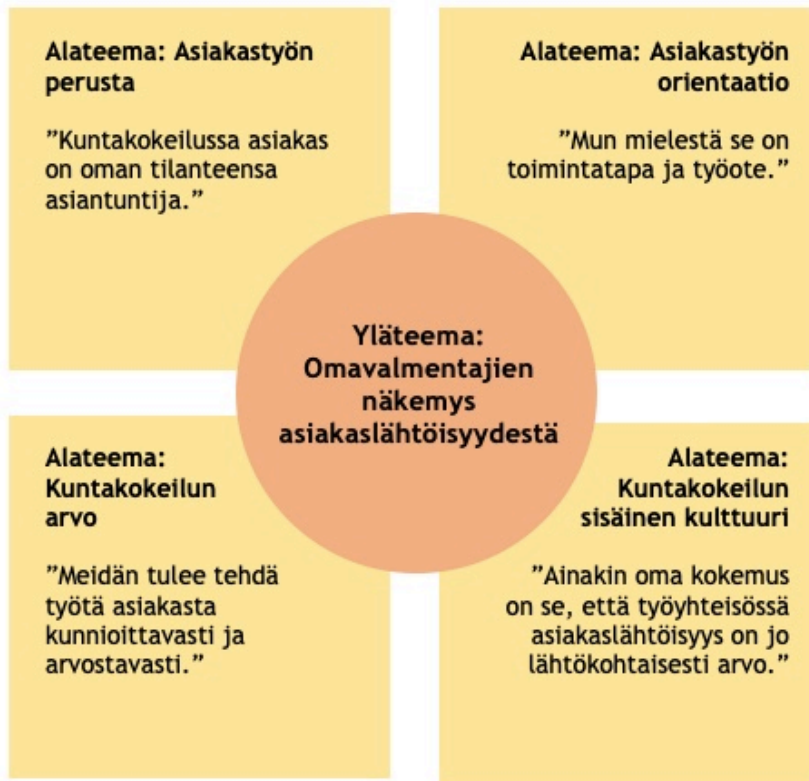 Alateema: Asiakastyön
perusta
”Kuntakokeilussa asiakas
on oman tilanteensa
asiantuntija.”
Alateema: Asiakastyön
orientaatio
”Mun mielestä se on
toimintatapa ja työote.”
Yläteema:
Omavalmentajien
näkemys
asiakaslähtöisyydestä
Alateema:
Kuntakokeilun
arvo
”Meidän tulee tehdä
työtä asiakasta
kunnioittavasti ja
arvostavasti.”
Alateema:
Kuntakokeilun
sisäinen kulttuuri
”Ainakin oma kokemus
on se, että työyhteisössä
asiakaslähtöisyys on jo
lähtökohtaisesti arvo.”